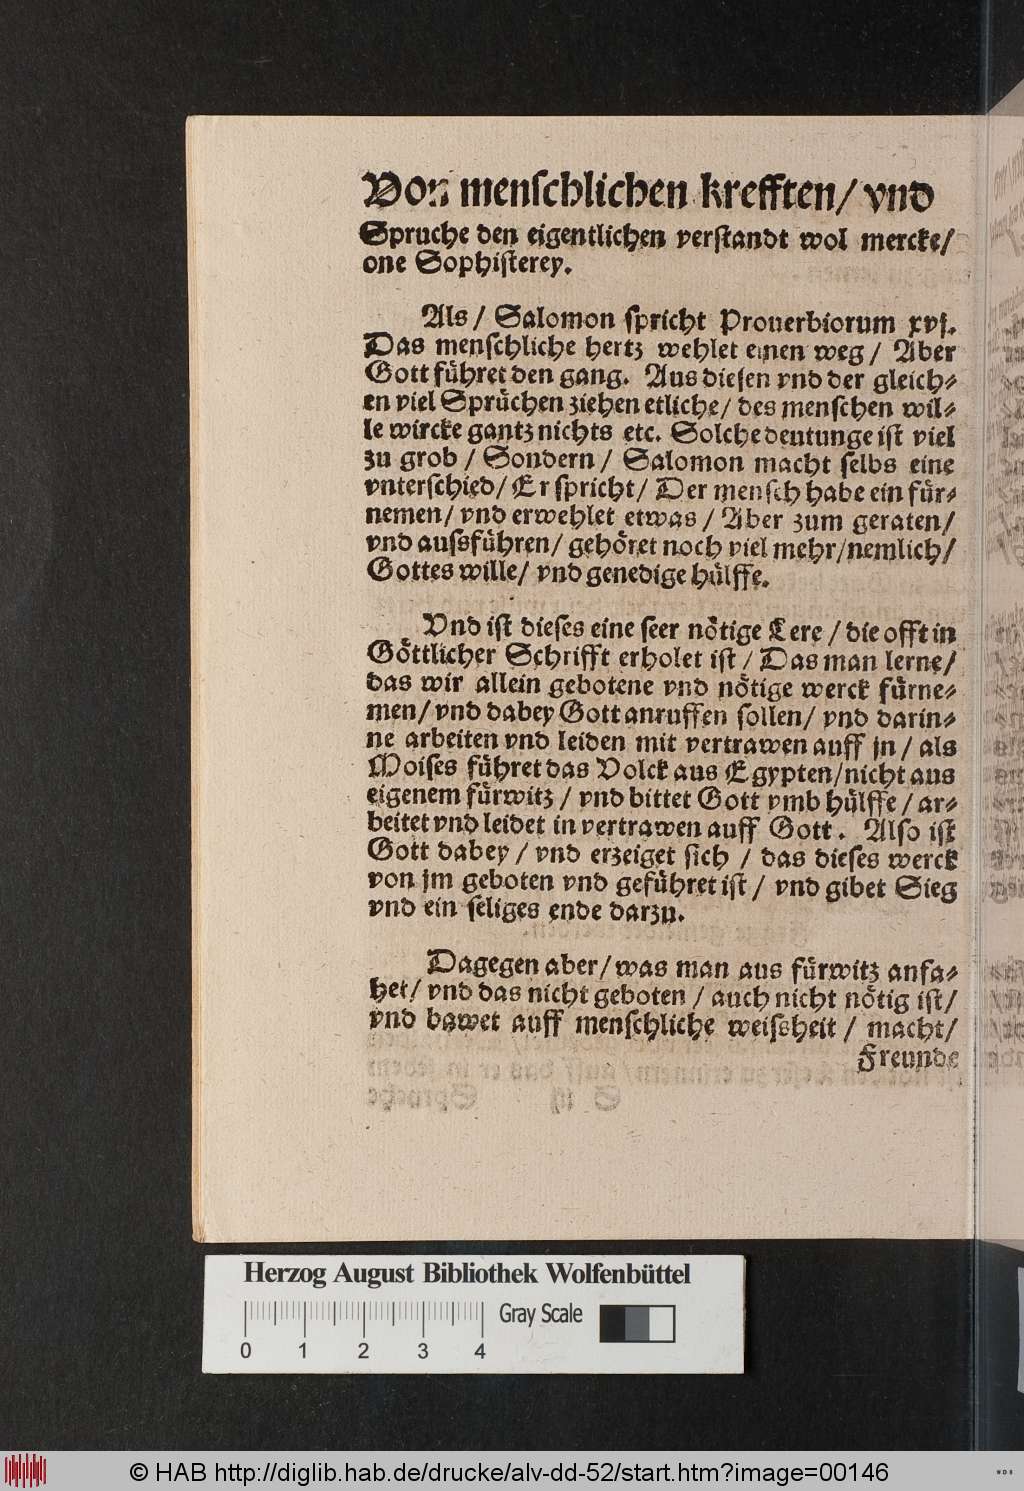 Von menſchlichen krefften/ vnd
Spruche den eigentlichen verſtandt wol mercke/
one Sophiſterey.
Als / Salomon ſpricht Prouerbiorum xvj.
Das menſchliche hertz wehlet einen weg / Aber
Gott führet den gang. Aus dieſen vnd der gleich⸗
en viel Sprüchen ziehen etliche/ des menſchen wil⸗
le wircke gantz nichts etc. Solche deutunge iſt viel
zu grob / Sondern / Salomon macht ſelbs eine
vnterſchied/ Er ſpricht/ Der menſch habe ein für⸗
nemen/ vnd erwehlet etwas / Aber zum geraten/
vnd auſsführen/ gehöret noch viel mehr/nemlich/
Gottes wille/ vnd genedige hülffe.
Vnd iſt dieſes eine ſeer nötige Lere / die offt in
Göttlicher Schrifft erholet iſt / Das man lerne/
das wir allein gebotene vnd nötige werck fürne⸗
men/ vnd dabey Gott anruffen ſollen/ vnd darin⸗
ne arbeiten vnd leiden mit vertrawen auff jn / als
Moiſes führet das Volck aus Egypten/nicht aus
eigenem fürwitz / vnd bittet Gott vmb hülffe / ar⸗
beitet vnd leidet in vertrawen auff Gott. Alſo iſt
Gott dabey / vnd erzeiget ſich / das dieſes werck
von jm geboten vnd geführet iſt / vnd gibet Sieg
vnd ein ſeliges ende darzu.
Dagegen aber/ was man aus fürwitz anfa⸗
het/ vnd das nicht geboten / auch nicht nötig iſt/
vnd bawet auff menſchliche weiſsheit / macht/
Freunde
Herzog August Bibliothek Wolfenbüttel
Gray Scale
0 1 2 3 4
© HAB http://diglib.hab.de/drucke/alv-dd-52/start.htm?image=00146